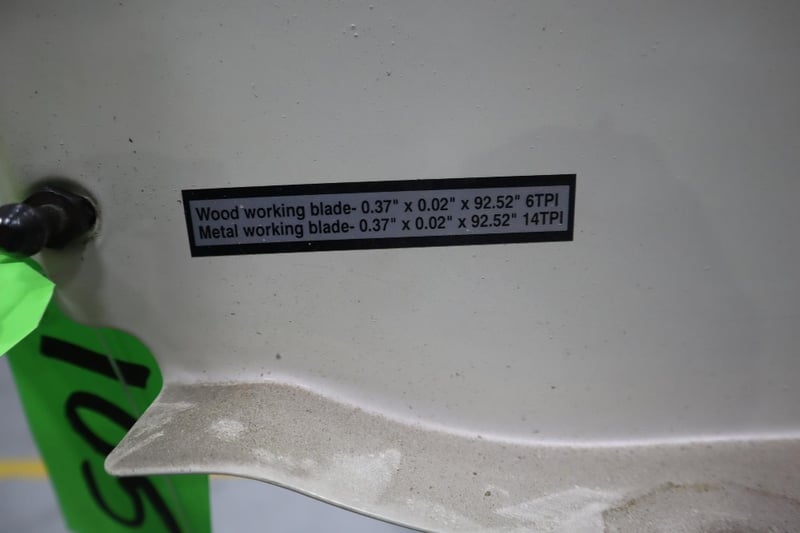 Wood working blade- 0.37" x 0.02" x 92.52" 6TPI
Metal working blade- 0.37" x 0.02" x 92.52" 14TPI
105